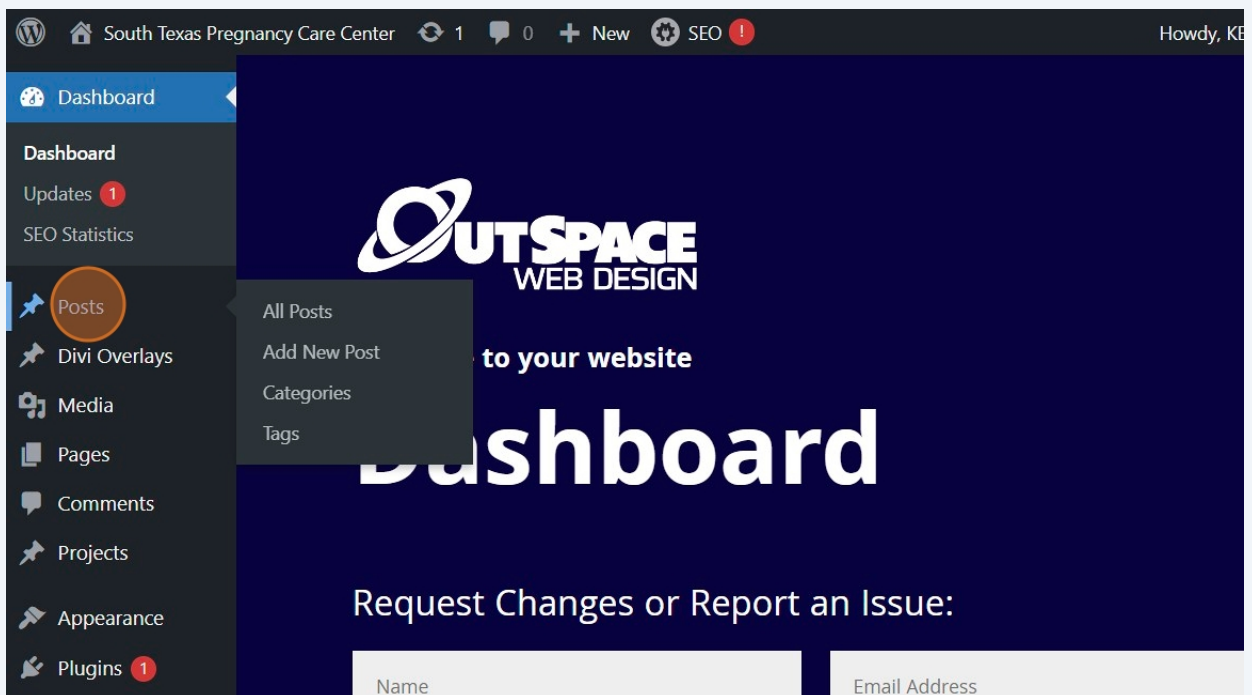 South Texas Pregnancy Care Center 1 0 New SEO ! Howdy, KE
Dashboard
Dashboard
Updates 1
SEO Statistics
Posts
Divi Overlays
Media
Pages
Comments
Projects
Appearance
Plugins 1
All Posts
Add New Post
Categories
Tags
OUTSPACE
WEB DESIGN
to your website
Dashboard
Request Changes or Report an Issue:
Name
Email Address